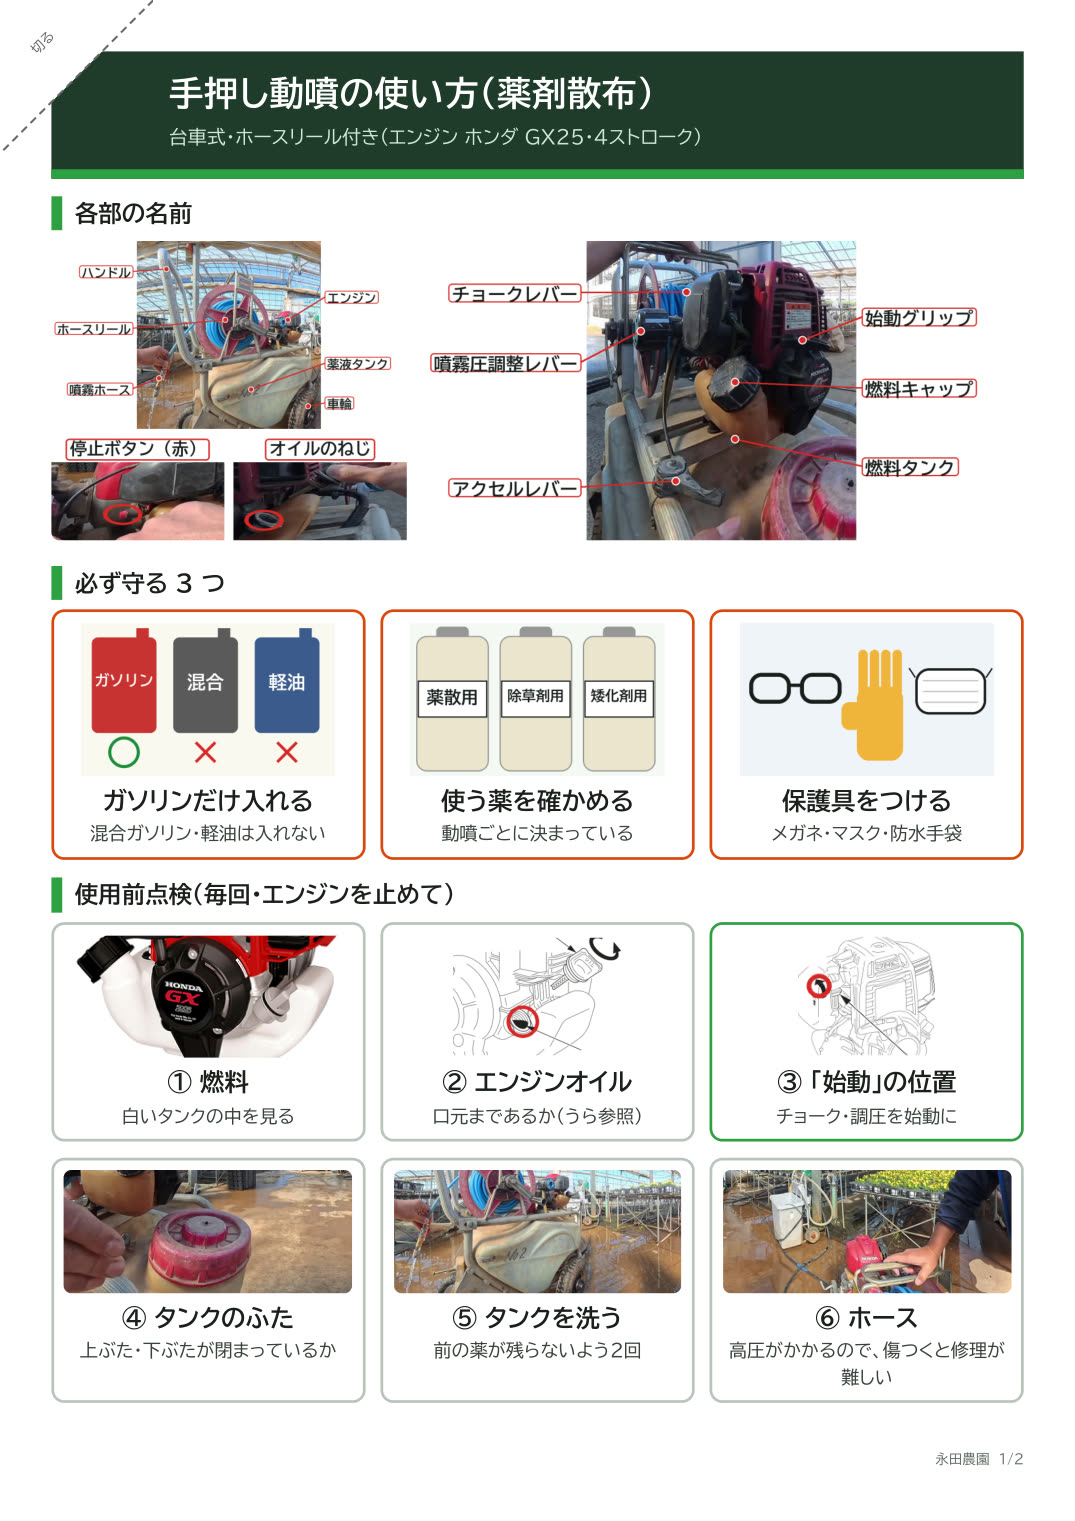 切る
手押し動噴の使い方（薬剤散布）
台車式・ホースリール付き（エンジン ホンダ GX25・4ストローク）
各部の名前
ハンドル
エンジン
ホースリール
薬液タンク
噴霧ホース
車輪
停止ボタン（赤）
オイルのねじ
チョークレバー
始動グリップ
噴霧圧調整レバー
燃料キャップ
燃料タンク
アクセルレバー
必ず守る 3 つ
ガソリン
混合
軽油
薬散用
除草剤用
矮化剤用
ガソリンだけ入れる
混合ガソリン・軽油は入れない
使う薬を確かめる
動噴ごとに決まっている
保護具をつける
メガネ・マスク・防水手袋
使用前点検（毎回・エンジンを止めて）
HONDA
GX
① 燃料
白いタンクの中を見る
② エンジンオイル
口元まであるか（うら参照）
③ 「始動」の位置
チョーク・調圧を始動に
④ タンクのふた
上ぶた・下ぶたが閉まっているか
No2
⑤ タンクを洗う
前の薬が残らないよう2回
⑥ ホース
高圧がかかるので、傷つくと修理が
難しい
永田農園 1/2